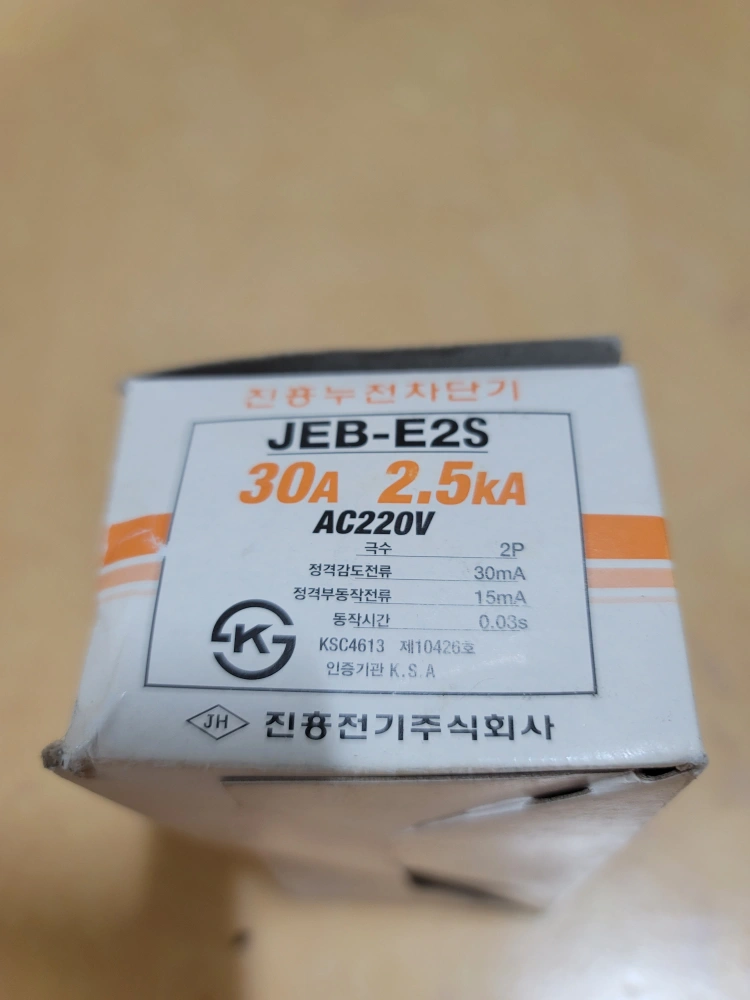 진흥누전차단기
JEB-E2S
30A 2.5kA
AC220V
극수 2P
정격감도전류 30mA
정격부동작전류 15mA
동작시간 0.03s
KSC4613 제10426호
인증기관 K.S.A
JH 진흥전기주식회사